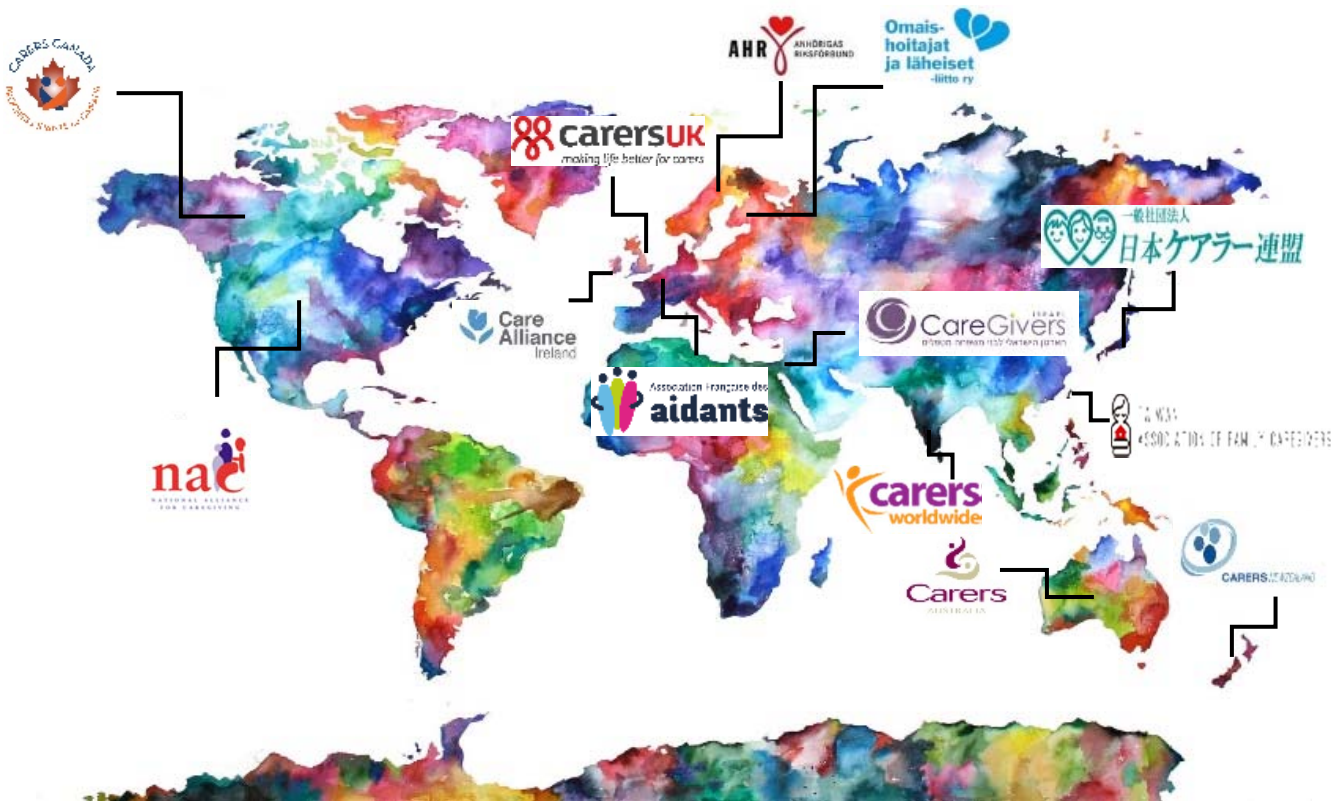 CARERS CANADA
AHR
ANHÖRIGAS
RIKSFÖRBUND
Omais-
hoitajat
ja läheiset
-liitto ry
carersUK
making life better for carers
一般社団法人
日本ケアラー連盟
Care
Alliance
Ireland
ISRAEL
CareGivers
Association Française des
aidants
TAIWAN
ASSOCIATION OF FAMILY CAREGIVERS
nac
NATIONAL ALLIANCE
FOR CAREGIVING
carers
worldwide
Carers
AUSTRALIA
CARERS NEW ZEALAND